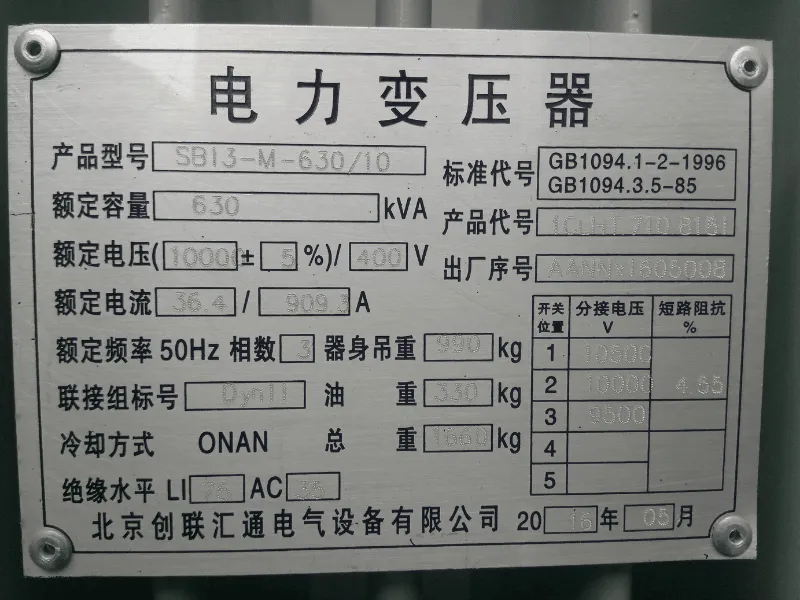 电力变压器
产品型号 SB13-M-630/10
额定容量 630 kVA
额定电压(10000± 5 %)/ 400 V
额定电流 36.4 / 909.3 A
额定频率 50Hz 相数 3 器身吊重 990 kg
联接组标号 Dyn11 油重 330 kg
冷却方式 ONAN 总重 1660 kg
绝缘水平 LI 75 AC 35
标准代号 GB1094.1-2-1996
GB1094.3.5-85
产品代号
出厂序号
开关位置 分接电压 V 短路阻抗 %
1 10500
2 10000 4.55
3 9500
4
5
北京创联汇通电气设备有限公司 2016年05月